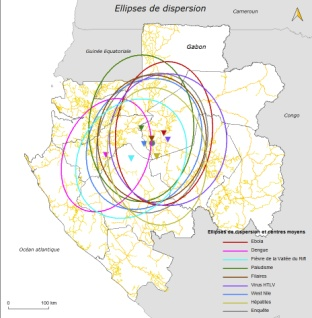 Ellipses de dispersion
Cameroun
Guinée Equatoriale
Gabon
Congo
Océan atlantique
Ellipses de dispersion et centres moyens
Ebola
Dengue
Fièvre de la Vallée du Rift
Paludisme
Filaires
Virus HTLV
West Nile
Hépatites
Enquête
0 100 km